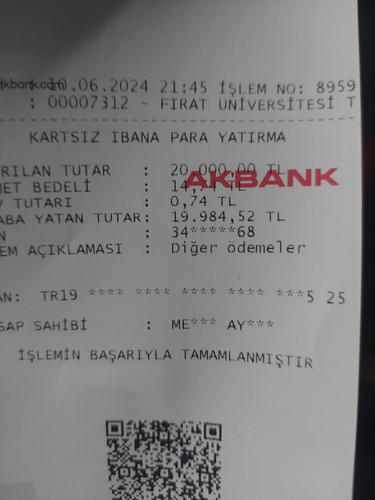 akbank.com 10.06.2024 21:45 İŞLEM NO: 8959
: 00007312 - FIRAT ÜNİVERSİTESİ T
KARTSIZ IBANA PARA YATIRMA
RILAN TUTAR : 20.000,00 TL
MET BEDELİ : 14,74 TL
AKBANK
V TUTARI : 0,74 TL
ABA YATAN TUTAR: 19.984,52 TL
N : 34*****68
EM AÇIKLAMASI : Diğer ödemeler
AN: TR19 **** **** **** **** ***5 25
SAP SAHİBİ : ME*** AY***
İŞLEMİN BAŞARIYLA TAMAMLANMIŞTIR